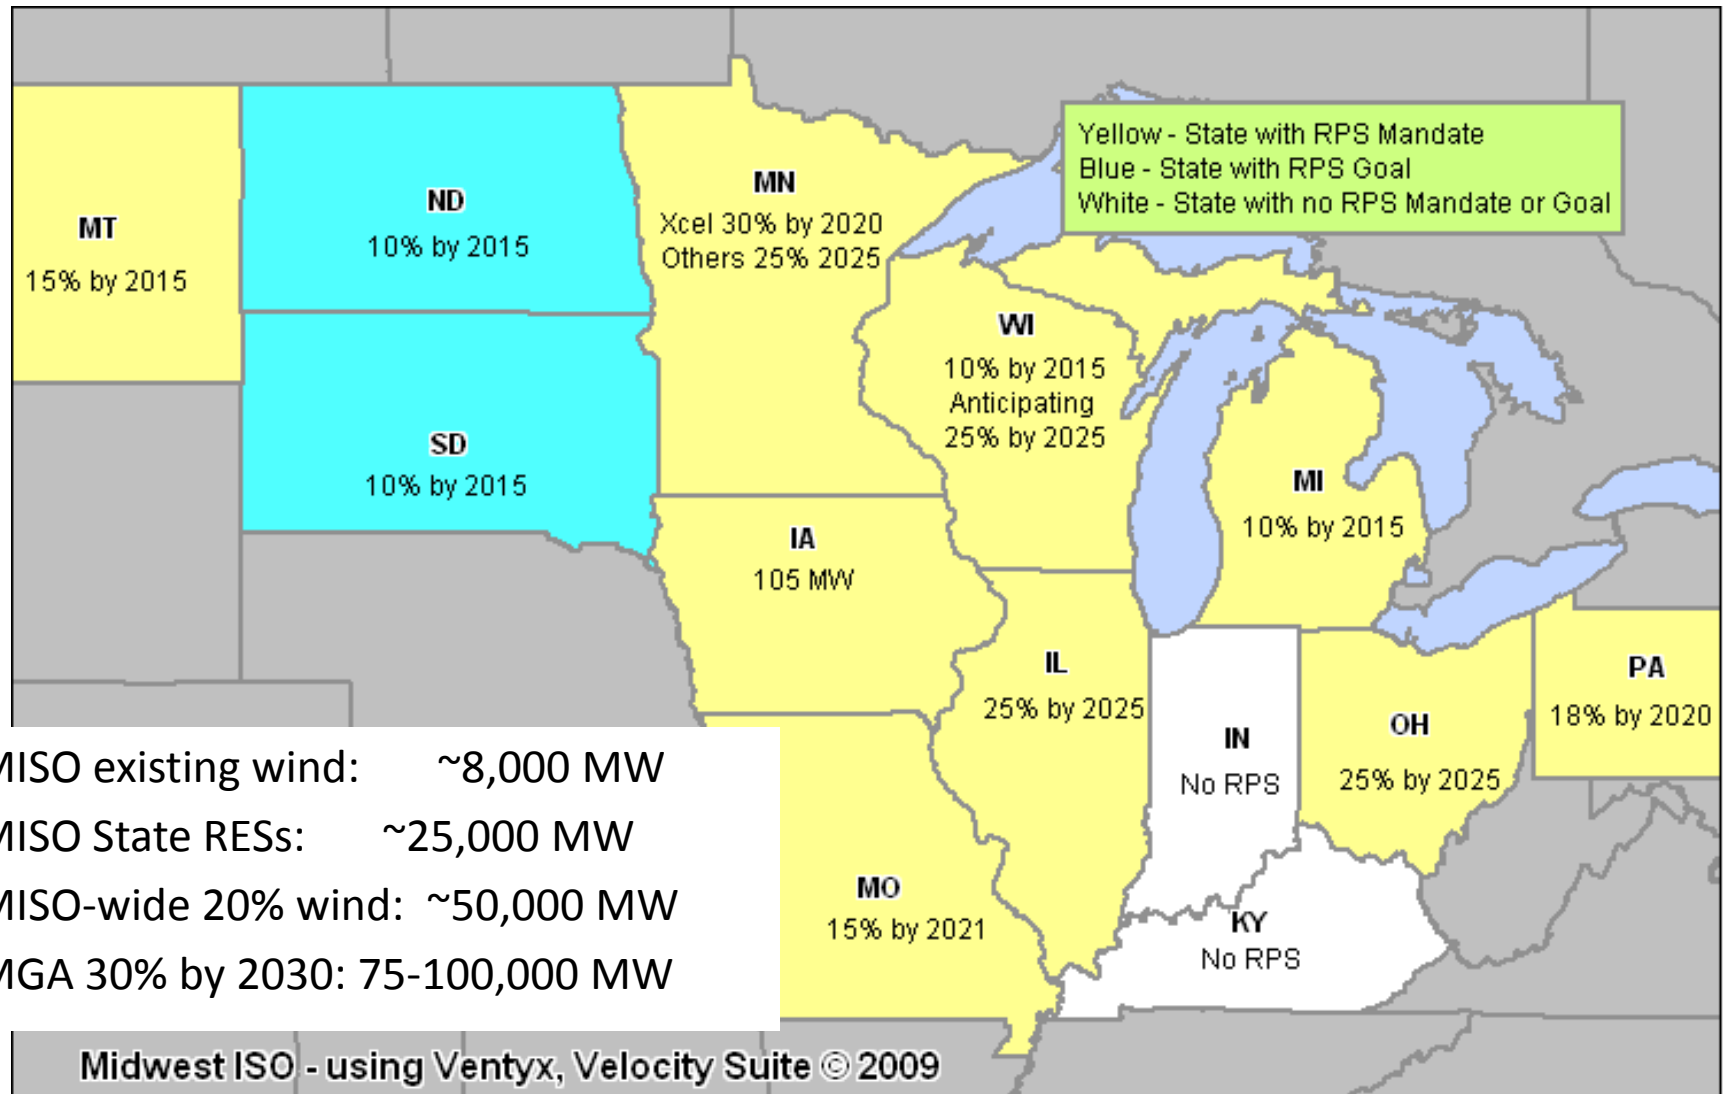 Yellow - State with RPS Mandate
Blue - State with RPS Goal
White - State with no RPS Mandate or Goal
MT
15% by 2015
ND
10% by 2015
MN
Xcel 30% by 2020
Others 25% 2025
WI
10% by 2015
Anticipating
25% by 2025
SD
10% by 2015
MI
10% by 2015
IA
105 MW
IL
25% by 2025
IN
No RPS
OH
25% by 2025
PA
18% by 2020
MO
15% by 2021
KY
No RPS
MISO existing wind: ~8,000 MW
MISO State RESs: ~25,000 MW
MISO-wide 20% wind: ~50,000 MW
MGA 30% by 2030: 75-100,000 MW
Midwest ISO - using Ventyx, Velocity Suite © 2009